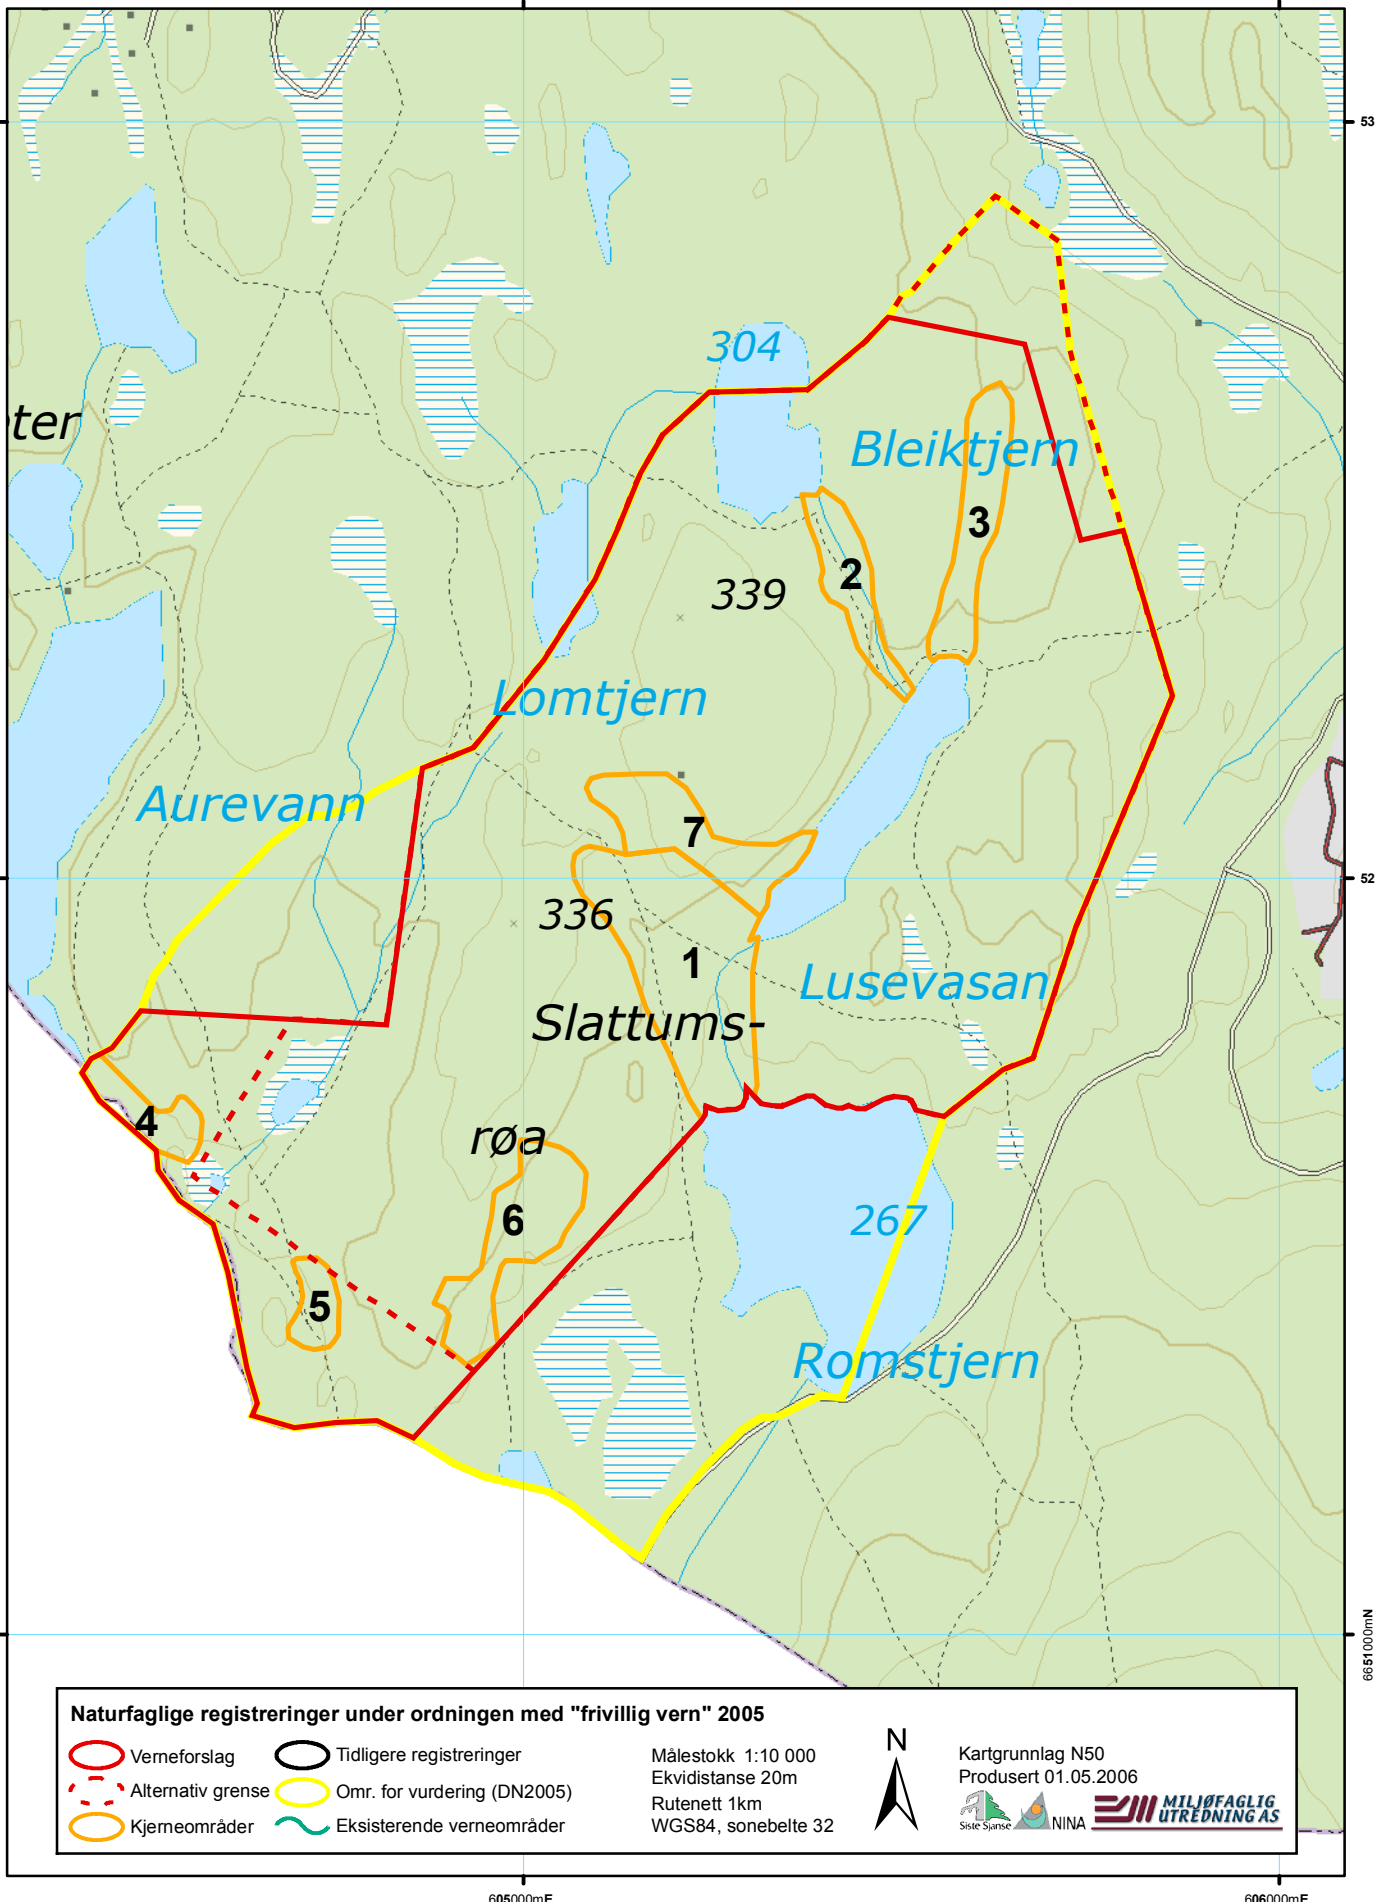 53
304
eter
Bleiktjern
3
2
339
Lomtjern
Aurevann
7
52
336
1
Lusevasan
Slattums-
4
røa
6
267
5
Romstjern
6651000mN
Naturfaglige registreringer under ordningen med "frivillig vern" 2005
Verneforslag
Tidligere registreringer
Alternativ grense
Omr. for vurdering (DN2005)
Kjerneområder
Eksisterende verneområder
Målestokk 1:10 000
Ekvidistanse 20m
Rutenett 1km
WGS84, sonebelte 32
N
Kartgrunnlag N50
Produsert 01.05.2006
Siste Sjanse
NINA
MILJØFAGLIG
UTREDNING AS
605000mE
606000mE